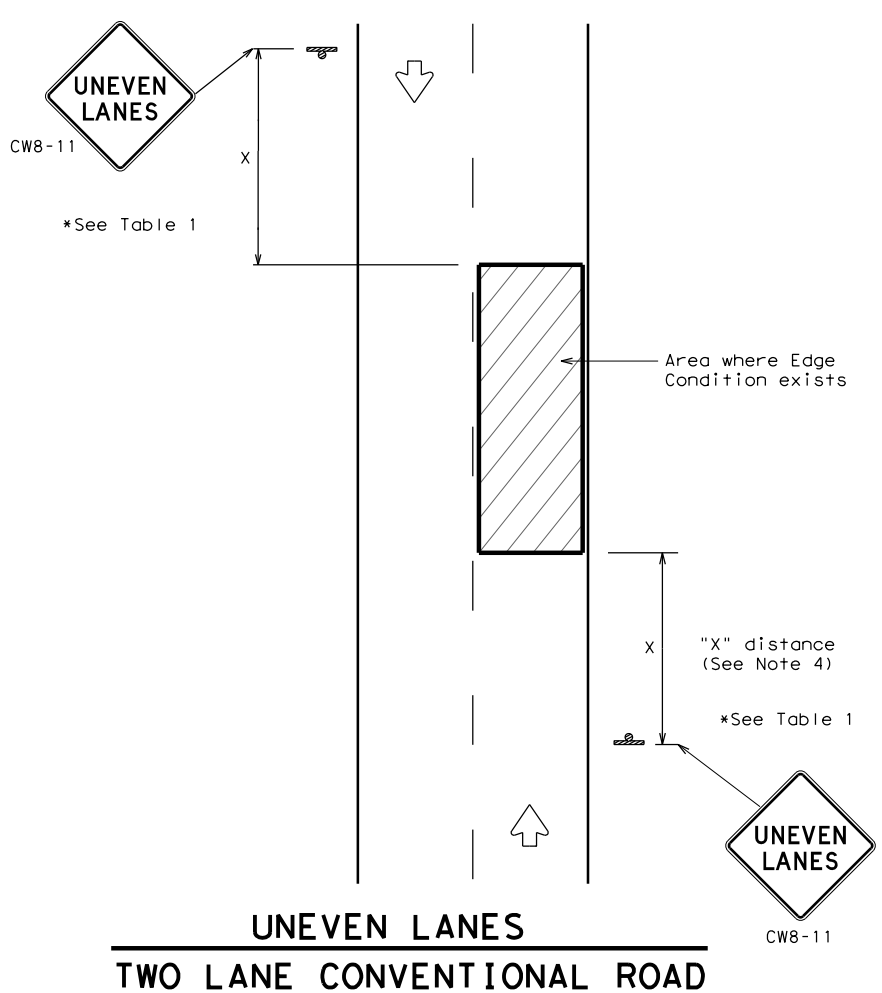 UNEVEN
LANES
CW8-11
X
*See Table 1
Area where Edge
Condition exists
X
"X" distance
(See Note 4)
*See Table 1
UNEVEN
LANES
CW8-11
UNEVEN LANES
TWO LANE CONVENTIONAL ROAD